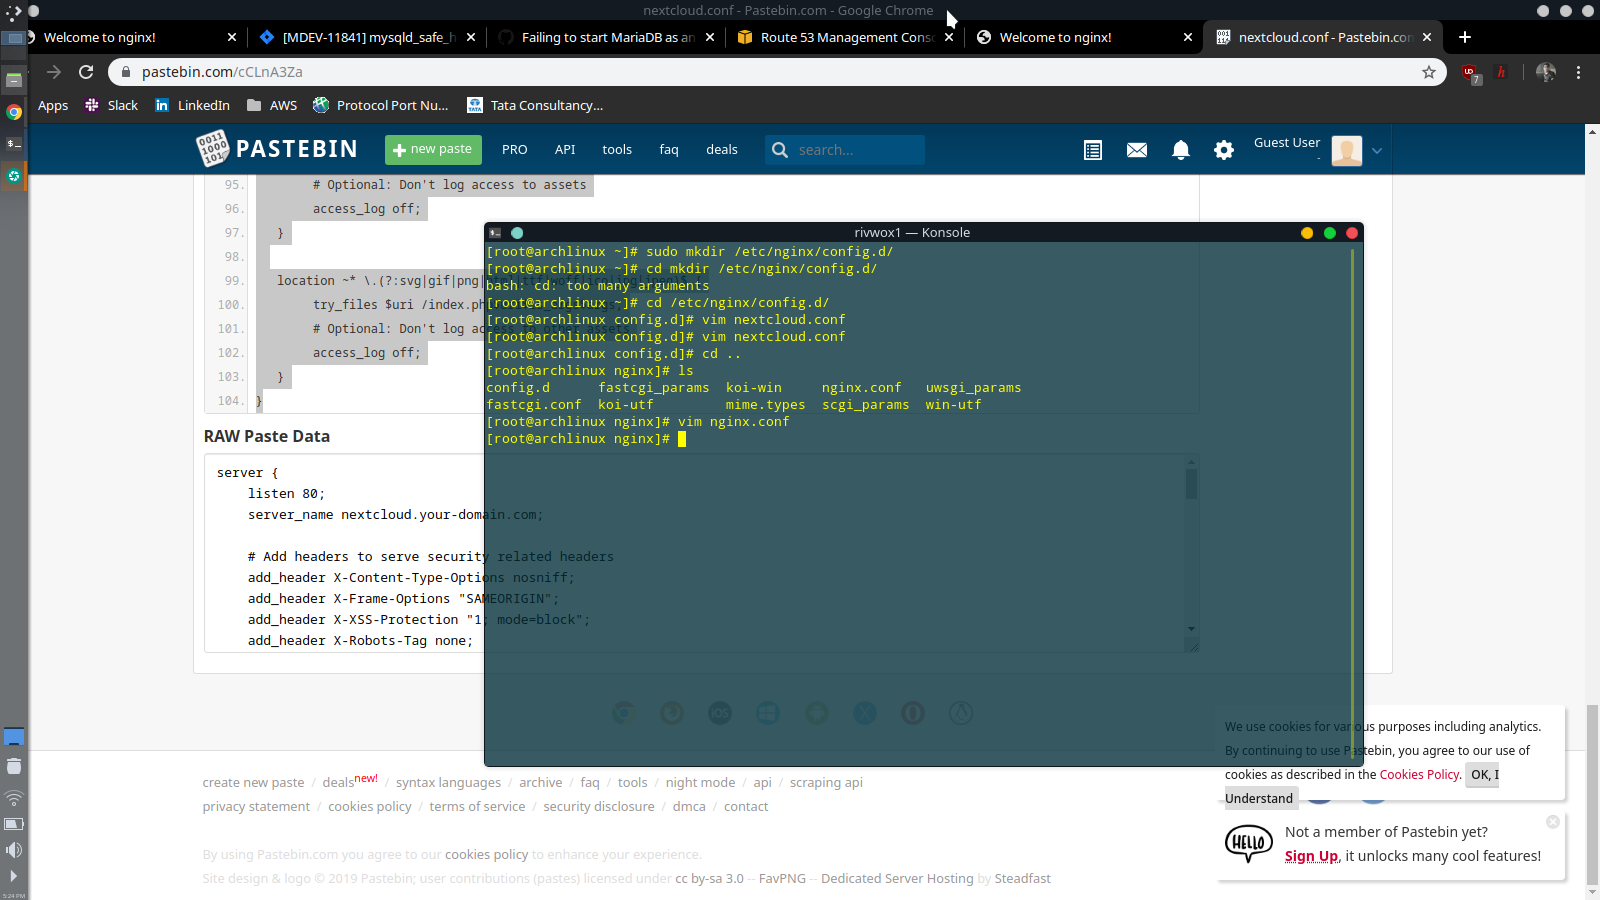 nextcloud.conf - Pastebin.com - Google Chrome
Welcome to nginx!
[MDEV-11841] mysqld_safe_h
Failing to start MariaDB as an
Route 53 Management Conso
Welcome to nginx!
nextcloud.conf - Pastebin.com
pastebin.com/cCLnA3Za
7
Apps
Slack
LinkedIn
AWS
Protocol Port Nu...
Tata Consultancy...
PASTEBIN
new paste
PRO
API
tools
faq
deals
search...
Guest User
-
95. # Optional: Don't log access to assets
96. access_log off;
97. }
98.
99. location ~* \.(?:svg|gif|png|
100. try_files $uri /index.ph
101. # Optional: Don't log access to other assets
102. access_log off;
103. }
104. }
rivwox1 — Konsole
[root@archlinux ~]# sudo mkdir /etc/nginx/config.d/
[root@archlinux ~]# cd mkdir /etc/nginx/config.d/
bash: cd: too many arguments
[root@archlinux ~]# cd /etc/nginx/config.d/
[root@archlinux config.d]# vim nextcloud.conf
[root@archlinux config.d]# vim nextcloud.conf
[root@archlinux config.d]# cd ..
[root@archlinux nginx]# ls
config.d fastcgi_params koi-win nginx.conf uwsgi_params
fastcgi.conf koi-utf mime.types scgi_params win-utf
[root@archlinux nginx]# vim nginx.conf
[root@archlinux nginx]#
RAW Paste Data
server {
listen 80;
server_name nextcloud.your-domain.com;
# Add headers to serve security related headers
add_header X-Content-Type-Options nosniff;
add_header X-Frame-Options "SAMEORIGIN";
add_header X-XSS-Protection "1; mode=block";
add_header X-Robots-Tag none;
We use cookies for various purposes including analytics.
By continuing to use Pastebin, you agree to our use of
cookies as described in the Cookies Policy. OK, I
Understand
HELLO
Not a member of Pastebin yet?
Sign Up, it unlocks many cool features!
create new paste / deals new! / syntax languages / archive / faq / tools / night mode / api / scraping api
privacy statement / cookies policy / terms of service / security disclosure / dmca / contact
By using Pastebin.com you agree to our cookies policy to enhance your experience.
Site design & logo © 2019 Pastebin; user contributions (pastes) licensed under cc by-sa 3.0 -- FavPNG -- Dedicated Server Hosting by Steadfast
5:24 PM